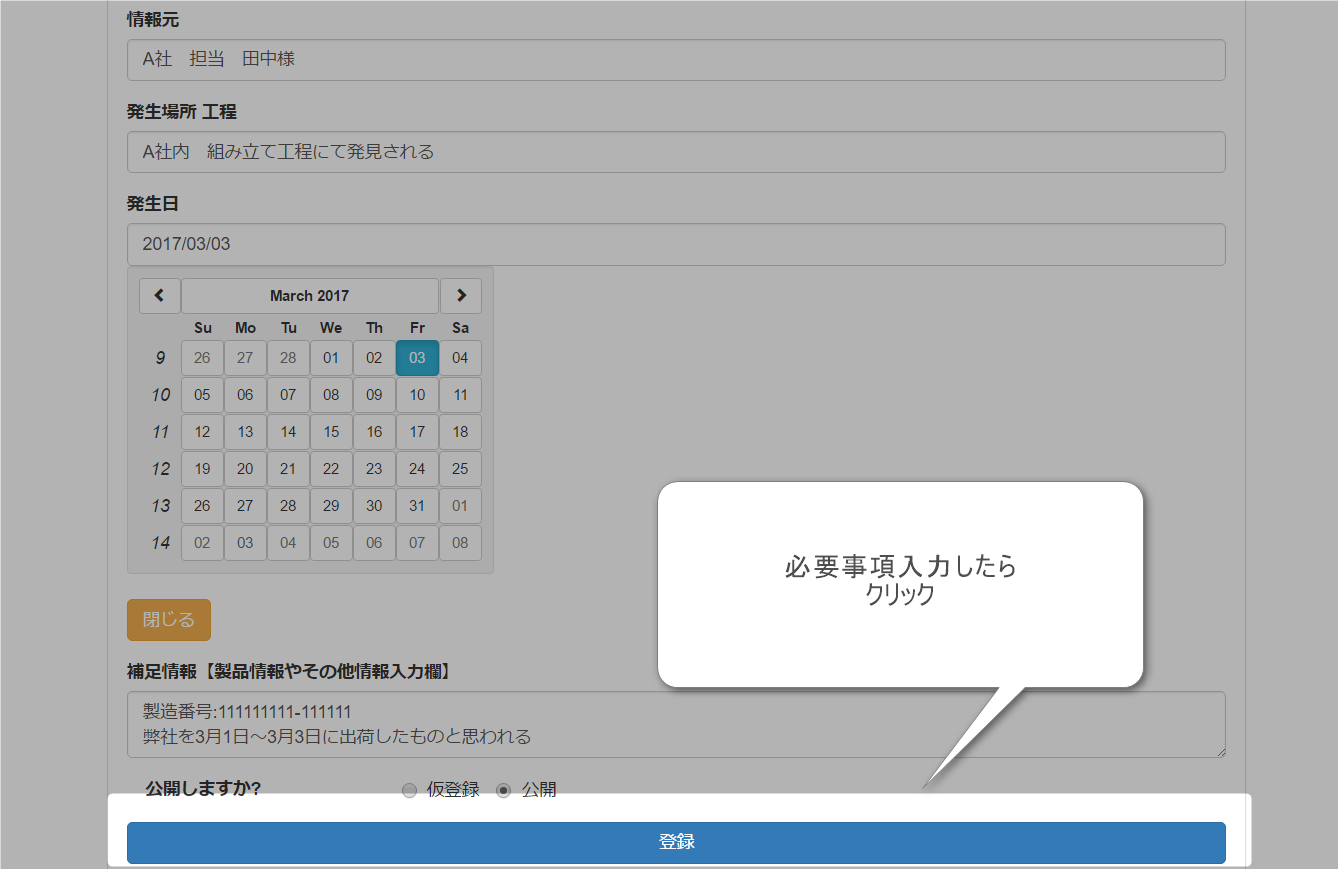 情報元
A社　担当　田中様
発生場所 工程
A社内　組み立て工程にて発見される
発生日
2017/03/03
March 2017
Su Mo Tu We Th Fr Sa
9 26 27 28 01 02 03 04
10 05 06 07 08 09 10 11
11 12 13 14 15 16 17 18
12 19 20 21 22 23 24 25
13 26 27 28 29 30 31 01
14 02 03 04 05 06 07 08
必要事項入力したら
クリック
閉じる
補足情報【製品情報やその他情報入力欄】
製造番号:111111111-111111
弊社を3月1日～3月3日に出荷したものと思われる
公開しますか? 仮登録 公開
登録